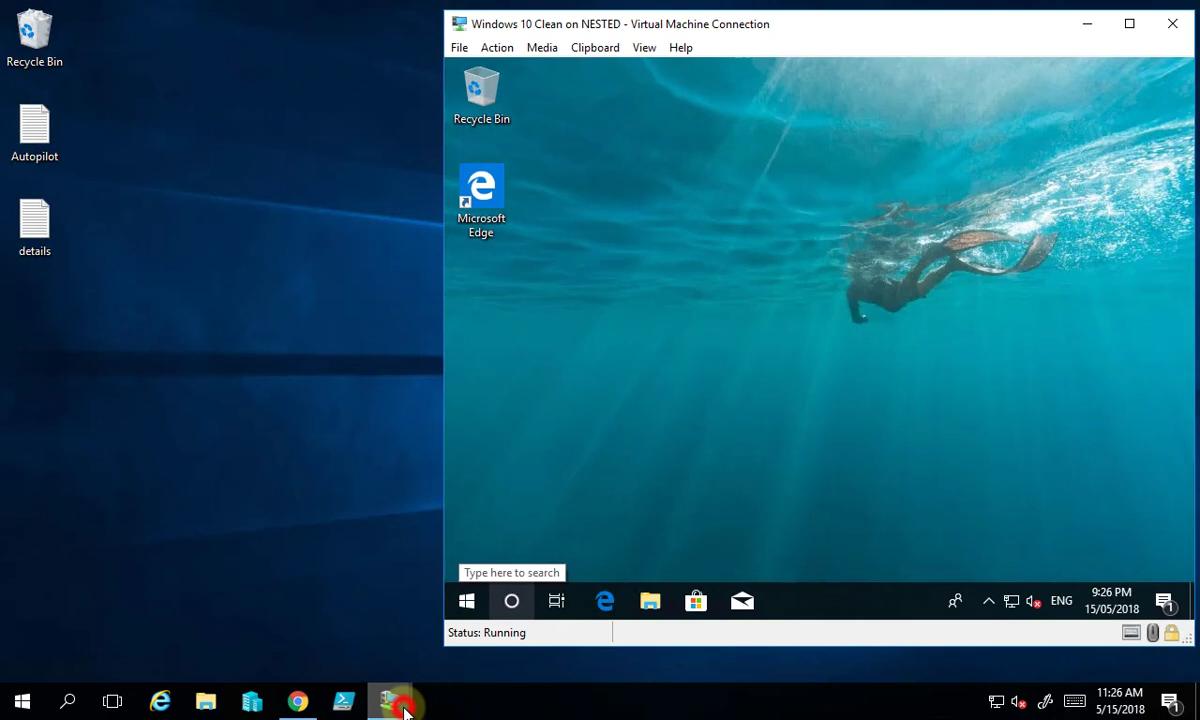 Recycle Bin
Autopilot
details
Windows 10 Clean on NESTED - Virtual Machine Connection
File Action Media Clipboard View Help
Recycle Bin
Microsoft
Edge
Type here to search
ENG
9:26 PM
15/05/2018
1
Status: Running
11:26 AM
5/15/2018
1